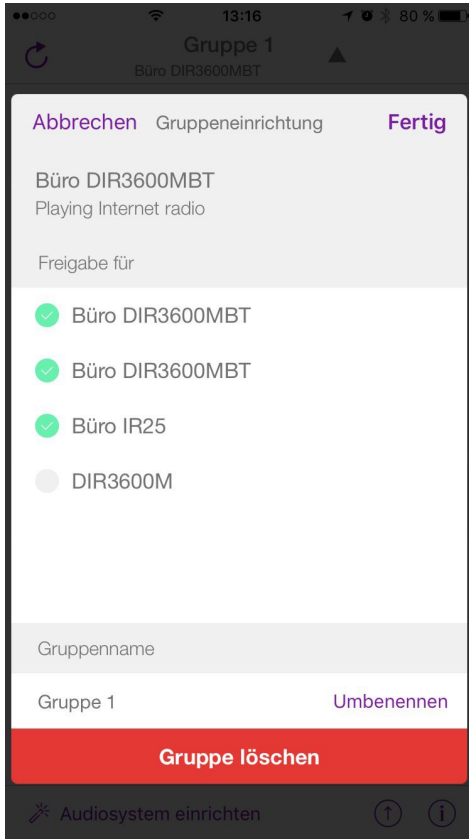 13:16
80 %
Gruppe 1
Büro DIR3600MBT
Abbrechen Gruppeneinrichtung Fertig
Büro DIR3600MBT
Playing Internet radio
Freigabe für
Büro DIR3600MBT
Büro DIR3600MBT
Büro IR25
DIR3600M
Gruppenname
Gruppe 1 Umbenennen
Gruppe löschen
Audiosystem einrichten